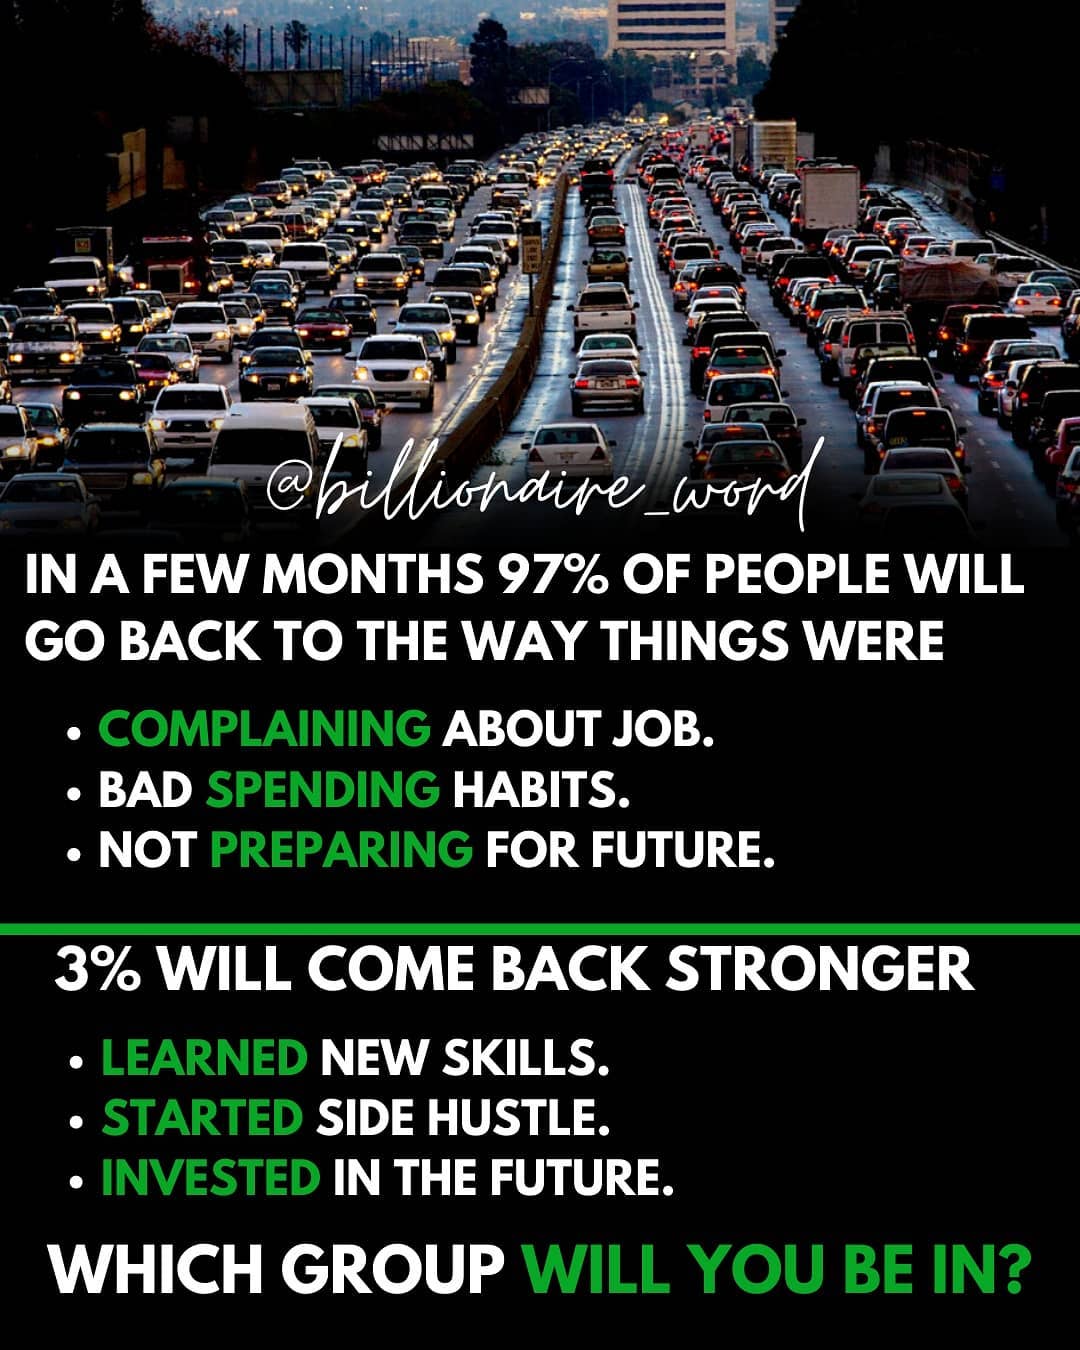 @billionaire_word
IN A FEW MONTHS 97% OF PEOPLE WILL
GO BACK TO THE WAY THINGS WERE
• COMPLAINING ABOUT JOB.
• BAD SPENDING HABITS.
• NOT PREPARING FOR FUTURE.
3% WILL COME BACK STRONGER
• LEARNED NEW SKILLS.
• STARTED SIDE HUSTLE.
• INVESTED IN THE FUTURE.
WHICH GROUP WILL YOU BE IN?